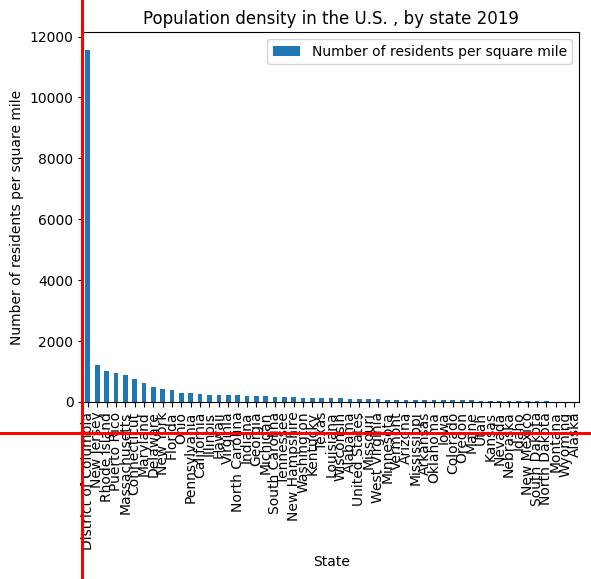 Population density in the U.S. , by state 2019
Number of residents per square mile
12000
10000
8000
6000
4000
2000
0
Number of residents per square mile
District of Columbia
New Jersey
Rhode Island
Puerto Rico
Massachusetts
Connecticut
Maryland
Delaware
New York
Florida
Ohio
Pennsylvania
California
Illinois
Hawaii
Virginia
North Carolina
Indiana
Georgia
Michigan
South Carolina
Tennessee
New Hampshire
Washington
Kentucky
Texas
Louisiana
Wisconsin
Alabama
United States
Missouri
West Virginia
Minnesota
Vermont
Arizona
Mississippi
Arkansas
Oklahoma
Iowa
Colorado
Oregon
Maine
Utah
Kansas
Nevada
Nebraska
Idaho
New Mexico
South Dakota
North Dakota
Montana
Wyoming
Alaska
State